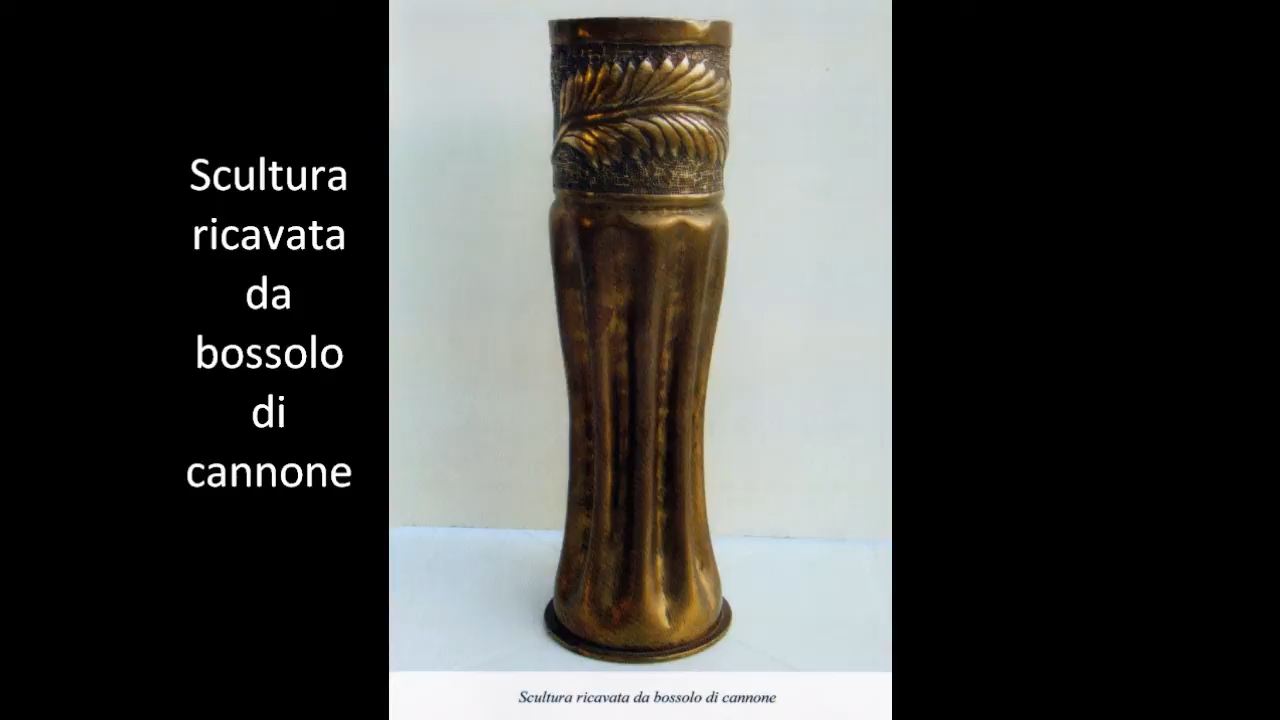 Scultura
ricavata
da
bossolo
di
cannone
Scultura ricavata da bossolo di cannone